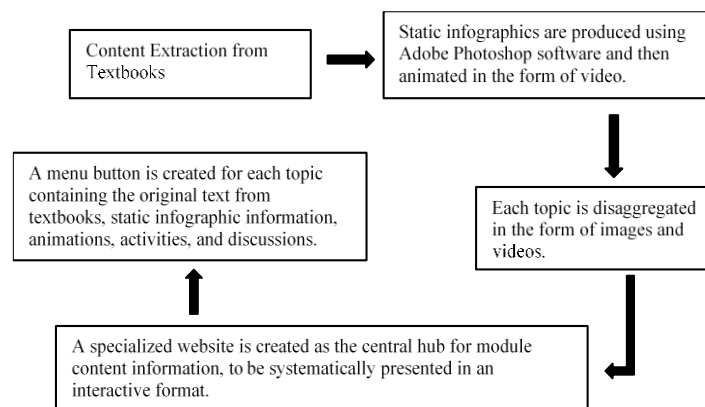 Content Extraction from
Textbooks
Static infographics are produced using
Adobe Photoshop software and then
animated in the form of video.
Each topic is disaggregated
in the form of images and
videos.
A specialized website is created as the central hub for module
content information, to be systematically presented in an
interactive format.
A menu button is created for each topic
containing the original text from
textbooks, static infographic information,
animations, activities, and discussions.